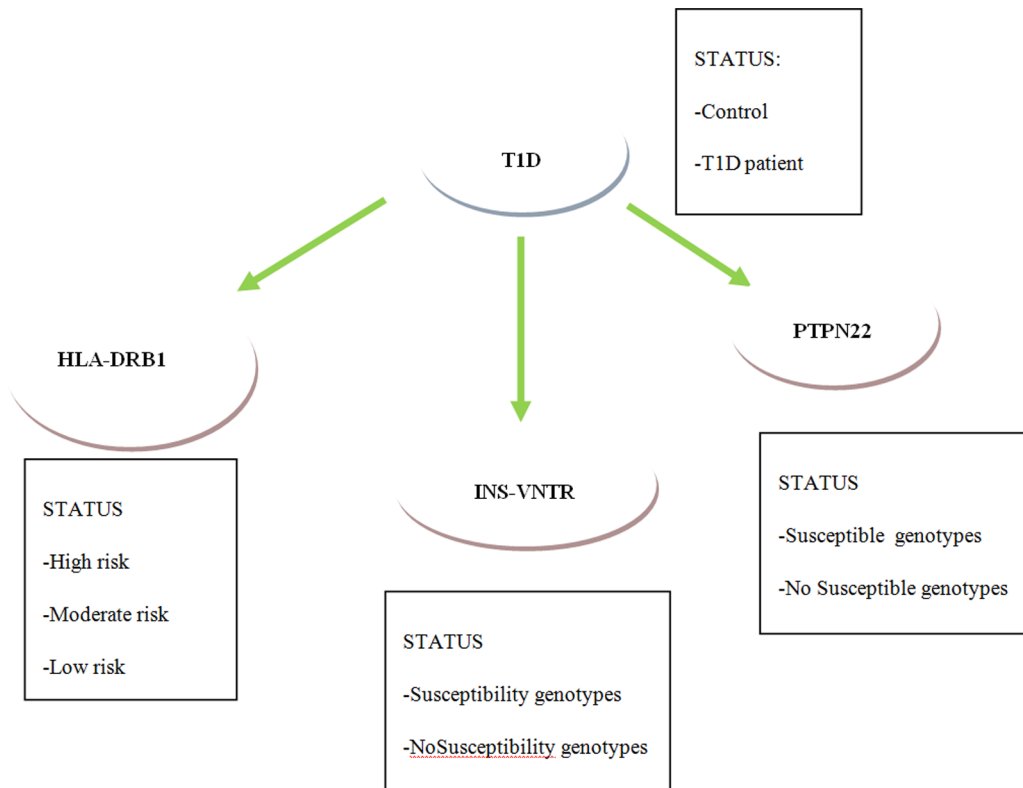 STATUS:
-Control
-T1D patient
T1D
HLA-DRB1
STATUS
-High risk
-Moderate risk
-Low risk
INS-VNTR
STATUS
-Susceptibility genotypes
-NoSusceptibility genotypes
PTPN22
STATUS
-Susceptible genotypes
-No Susceptible genotypes